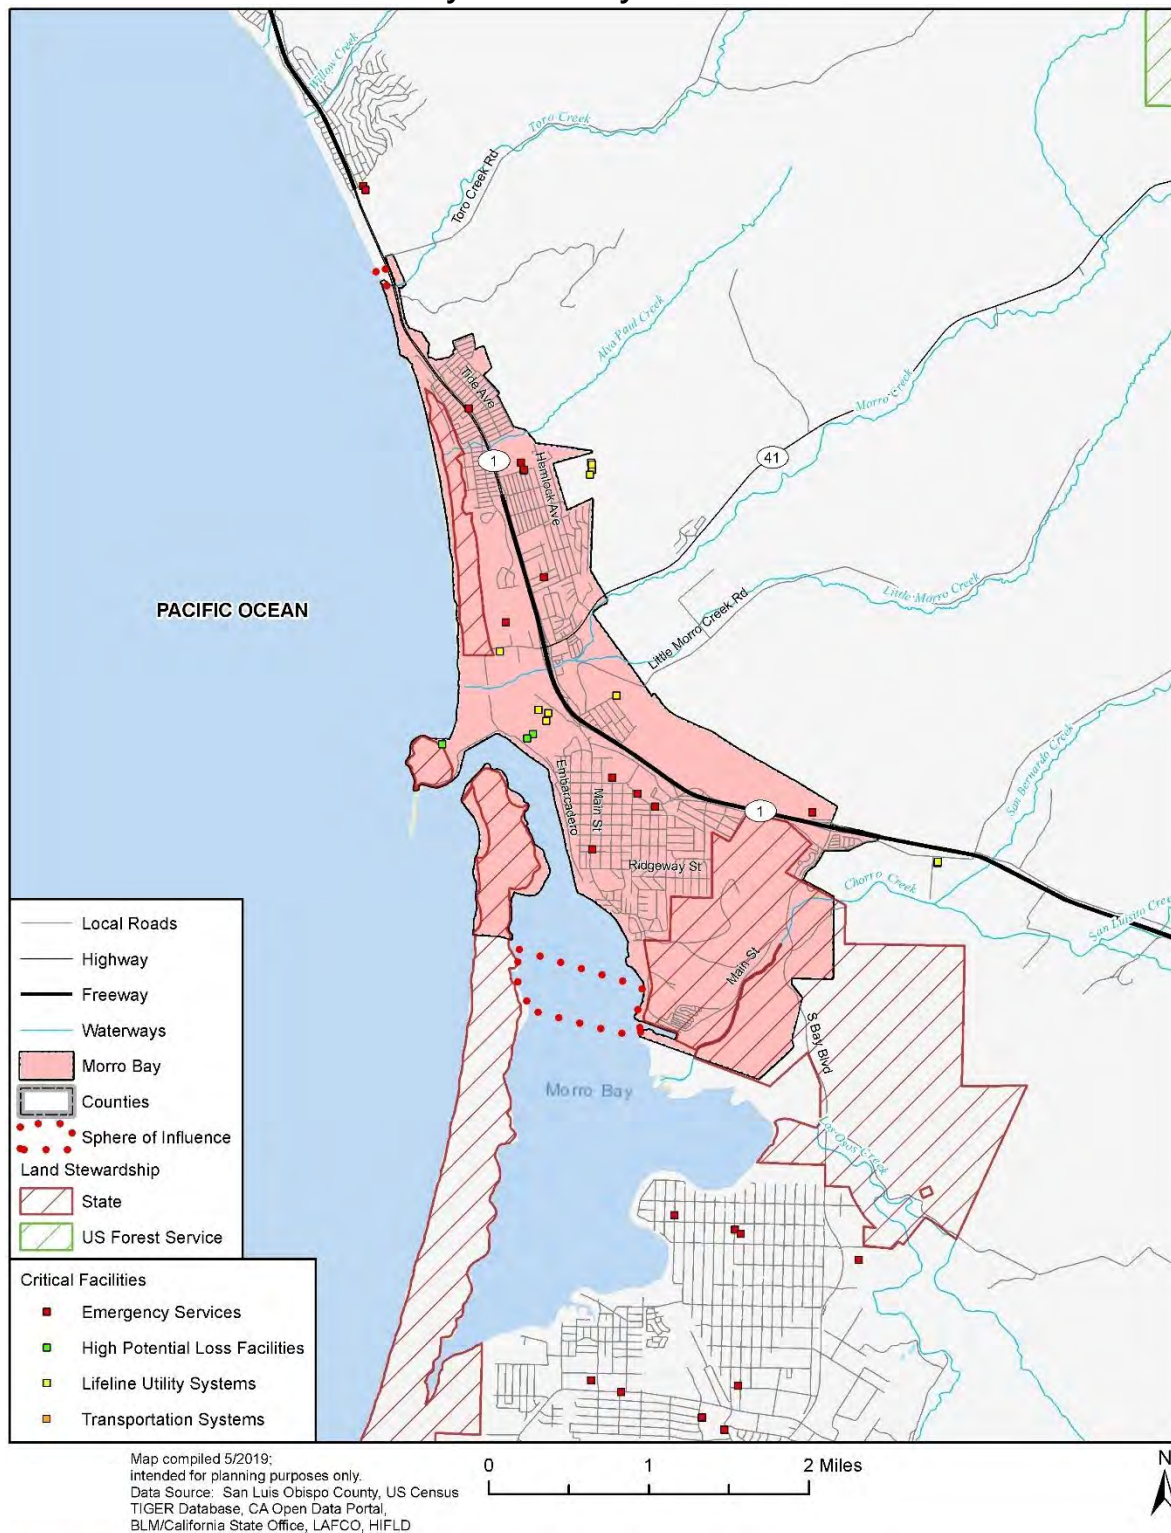 Willow Creek
Toro Creek
Toro Creek Rd
Alva Paul Creek
Morro Creek
Tide Ave
1
41
Hemlock Ave
PACIFIC OCEAN
Little Morro Creek
Little Morro Creek Rd
San Bernardo Creek
Embarcadero
Main St
1
Ridgeway St
Chorro Creek
San Luisito Creek
Main St
S Bay Blvd
Morro Bay
Los Osos Creek
Local Roads
Highway
Freeway
Waterways
Morro Bay
Counties
Sphere of Influence
Land Stewardship
State
US Forest Service
Critical Facilities
Emergency Services
High Potential Loss Facilities
Lifeline Utility Systems
Transportation Systems
Map compiled 5/2019;
intended for planning purposes only.
Data Source: San Luis Obispo County, US Census
TIGER Database, CA Open Data Portal,
BLM/California State Office, LAFCO, HIFLD
0 1 2 Miles
N